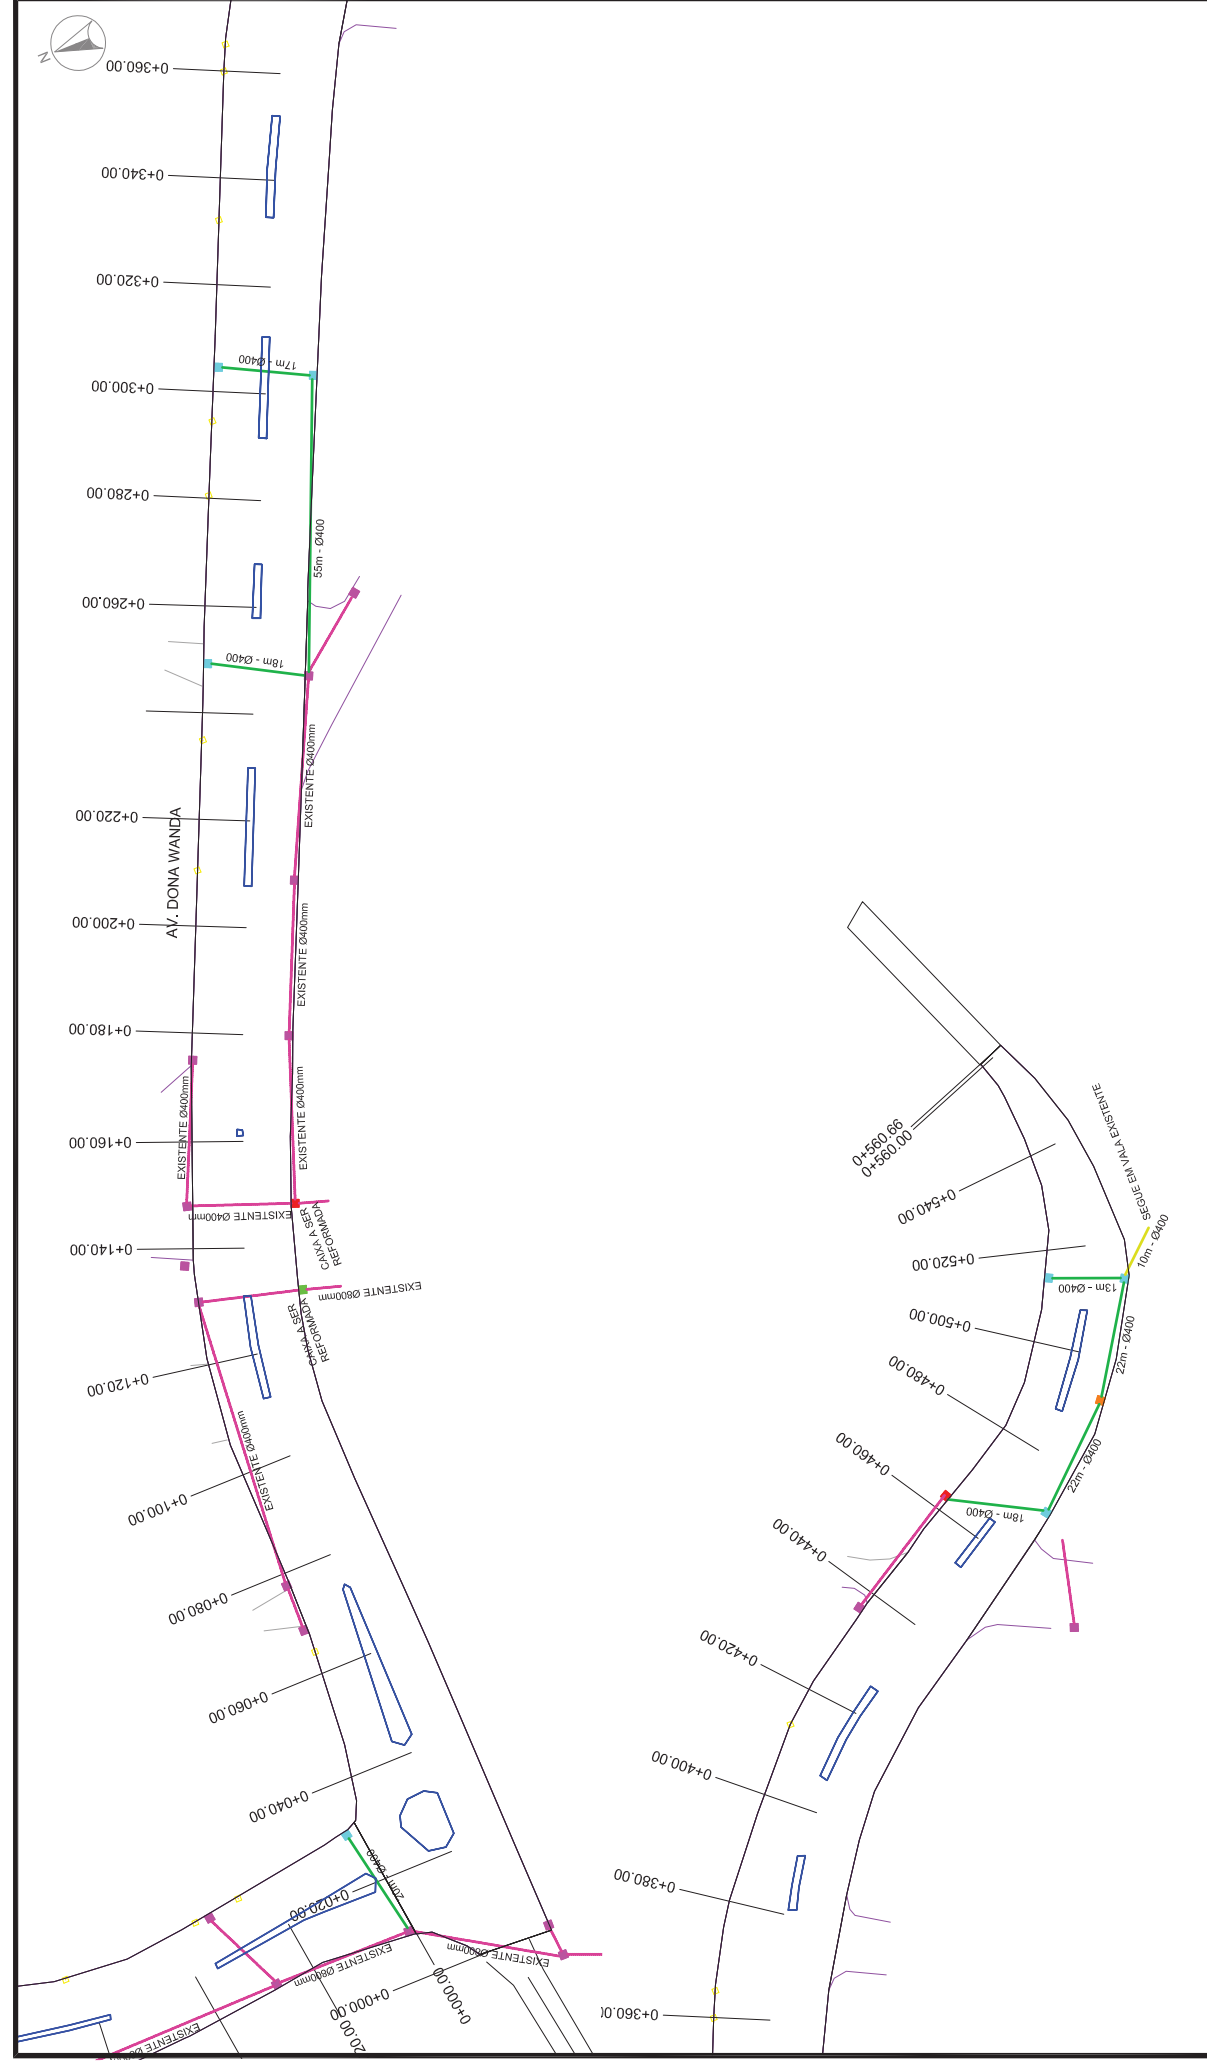 N
0+360.00
0+340.00
0+320.00
17m - Ø400
0+300.00
0+280.00
55m - Ø400
0+260.00
18m - Ø400
EXISTENTE Ø400mm
0+220.00
AV. DONA WANDA
0+200.00
EXISTENTE Ø400mm
0+180.00
EXISTENTE Ø400mm
EXISTENTE Ø400mm
0+160.00
EXISTENTE Ø400mm
CAIXA A SER
REFORMADA
0+140.00
EXISTENTE Ø800mm
CAIXA A SER
REFORMADA
0+120.00
EXISTENTE Ø400mm
0+100.00
0+080.00
0+060.00
0+040.00
20m - Ø400
0+020.00
EXISTENTE Ø800mm
EXISTENTE Ø800mm
0+000.00
0+000.00
20.00
EXISTENTE
0+560.66
0+560.00
SEGUE EM VALA EXISTENTE
0+540.00
10m - Ø400
0+520.00
13m - Ø400
0+500.00
22m - Ø400
0+480.00
0+460.00
22m - Ø400
18m - Ø400
0+440.00
0+420.00
0+400.00
0+380.00
0+360.00